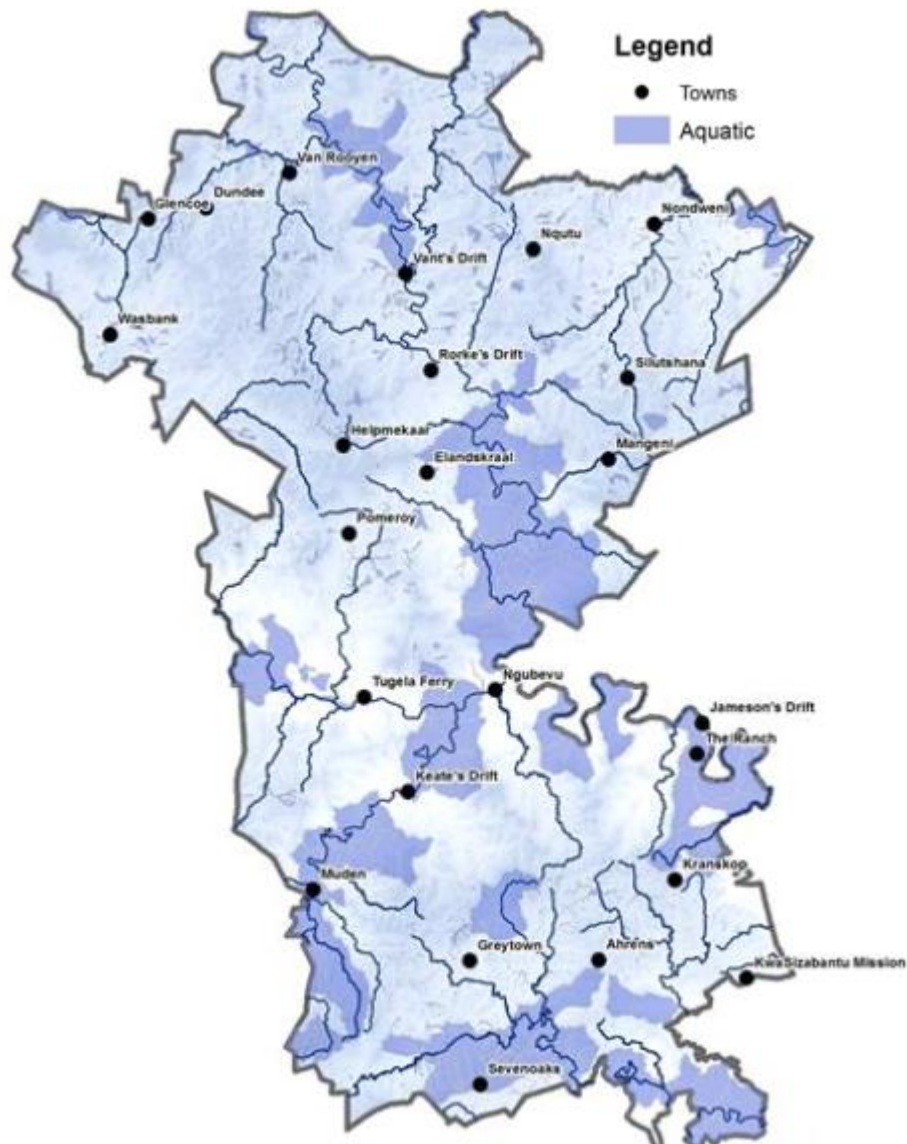 Legend
Towns
Aquatic
Van Rooyen
Dundee
Glencoe
Nondweni
Nqutu
Vant's Drift
Wasbank
Rorke's Drift
Silutshana
Helpmekaar
Mangeni
Elandskraal
Pomeroy
Ngubevu
Tugela Ferry
Jameson's Drift
The Ranch
Keate's Drift
Kranskop
Muden
Greytown
Ahrens
KwaSizabantu Mission
Sevenoaks